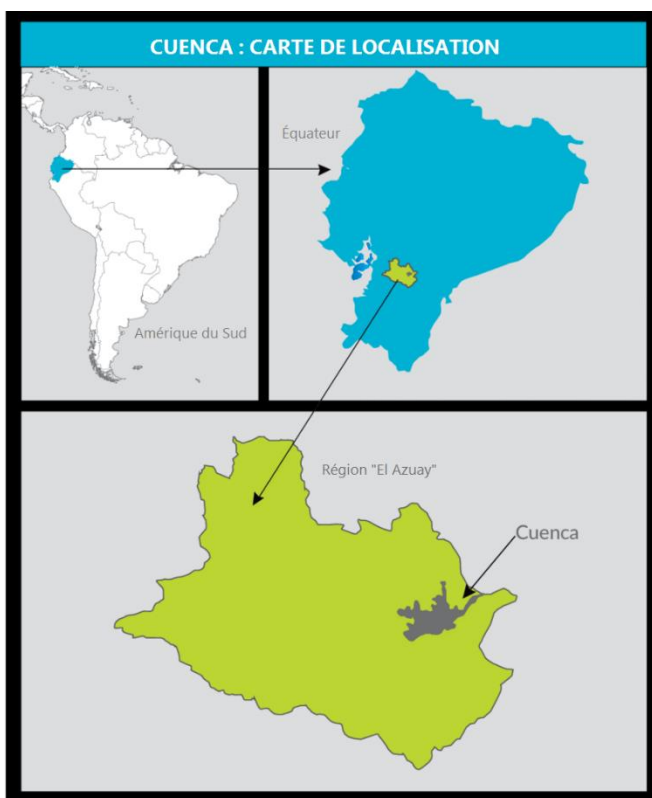 CUENCA : CARTE DE LOCALISATION
Équateur
Amérique du Sud
Région "El Azuay"
Cuenca